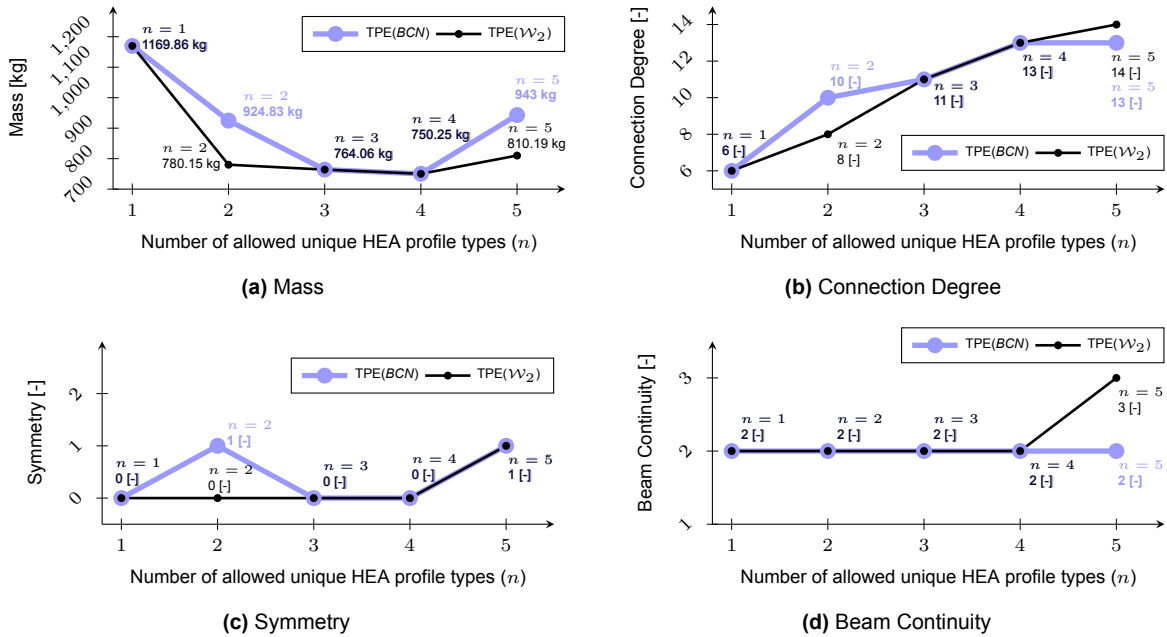 1,200
1,100
1,000
900
800
700
Mass [kg]
n = 1
1169.86 kg
n = 2
924.83 kg
n = 2
780.15 kg
n = 3
764.06 kg
n = 4
750.25 kg
n = 5
943 kg
n = 5
810.19 kg
TPE(BCN) TPE(𝒲₂)
1 2 3 4 5
Number of allowed unique HEA profile types (n)
(a) Mass
14
12
10
8
6
Connection Degree [-]
n = 1
6 [-]
n = 2
10 [-]
n = 2
8 [-]
n = 3
11 [-]
n = 4
13 [-]
n = 5
14 [-]
n = 5
13 [-]
TPE(BCN) TPE(𝒲₂)
1 2 3 4 5
Number of allowed unique HEA profile types (n)
(b) Connection Degree
2
1
0
Symmetry [-]
TPE(BCN) TPE(𝒲₂)
n = 1
0 [-]
n = 2
1 [-]
n = 2
0 [-]
n = 3
0 [-]
n = 4
0 [-]
n = 5
1 [-]
1 2 3 4 5
Number of allowed unique HEA profile types (n)
(c) Symmetry
3
2
1
Beam Continuity [-]
TPE(BCN) TPE(𝒲₂)
n = 1
2 [-]
n = 2
2 [-]
n = 3
2 [-]
n = 4
2 [-]
n = 5
3 [-]
n = 5
2 [-]
1 2 3 4 5
Number of allowed unique HEA profile types (n)
(d) Beam Continuity